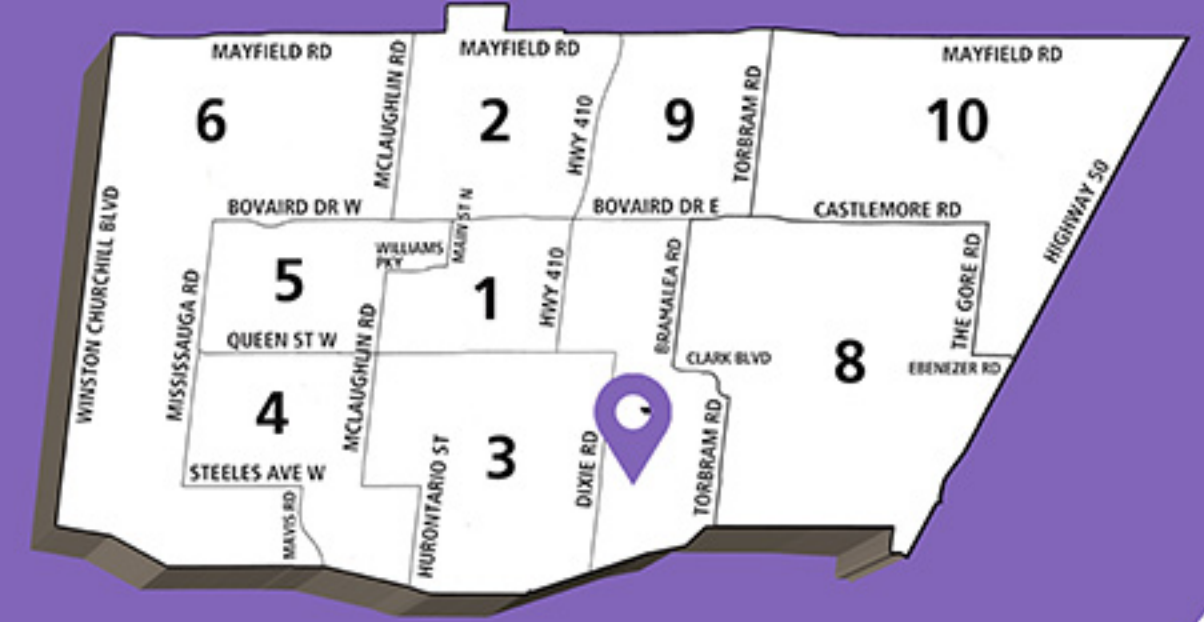 MAYFIELD RD
MAYFIELD RD
MAYFIELD RD
6
MCLAUGHLIN RD
2
HWY 410
9
TORBRAM RD
10
WINSTON CHURCHILL BLVD
BOVAIRD DR W
MAIN ST N
BOVAIRD DR E
CASTLEMORE RD
HIGHWAY 50
WILLIAMS
PKY
5
1
HWY 410
BRAMALEA RD
THE GORE RD
MISSISSAUGA RD
QUEEN ST W
MCLAUGHLIN RD
CLARK BLVD
8
EBENEZER RD
4
3
DIXIE RD
TORBRAM RD
STEELES AVE W
MAVIS RD
HURONTARIO ST